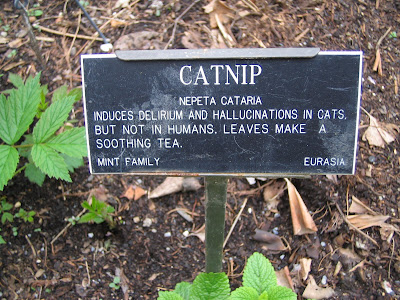 CATNIP
NEPETA CATARIA
INDUCES DELIRIUM AND HALLUCINATIONS IN CATS,
BUT NOT IN HUMANS. LEAVES MAKE A
SOOTHING TEA.
MINT FAMILY EURASIA